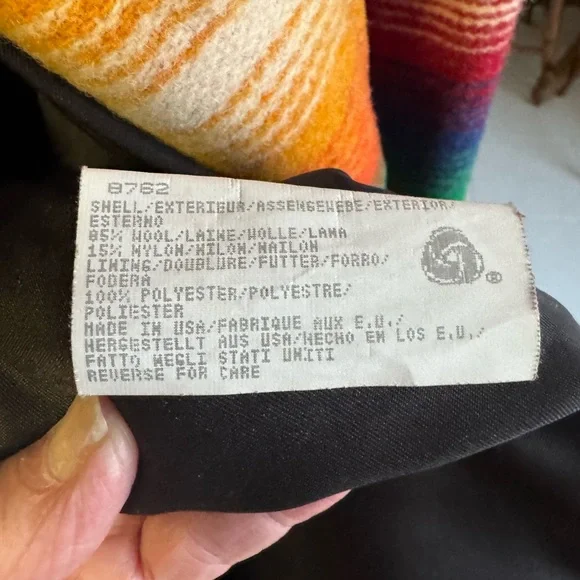 8762
SHELL/EXTERIEUR/ASSENGEWEBE/EXTERIOR/
ESTERNO
85% WOOL/LAINE/WOLLE/LANA
15% NYLON/NILON/NAILON
LINING/DOUBLURE/FUTTER/FORRO/
FODERA
100% POLYESTER/POLYESTRE/
POLIESTER
MADE IN USA/FABRIQUE AUX E.U./
HERGESTELLT AUS USA/HECHO EN LOS E.U./
FATTO NEGLI STATI UNITI
REVERSE FOR CARE
®